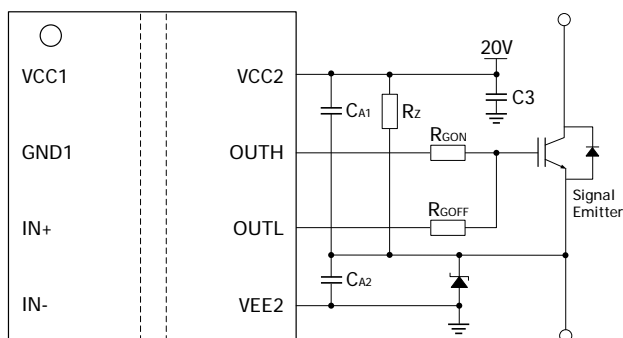 20V
VCC1
VCC2
CA1
RZ
C3
GND1
OUTH
RGON
Signal
Emitter
IN+
OUTL
RGOFF
IN-
CA2
VEE2